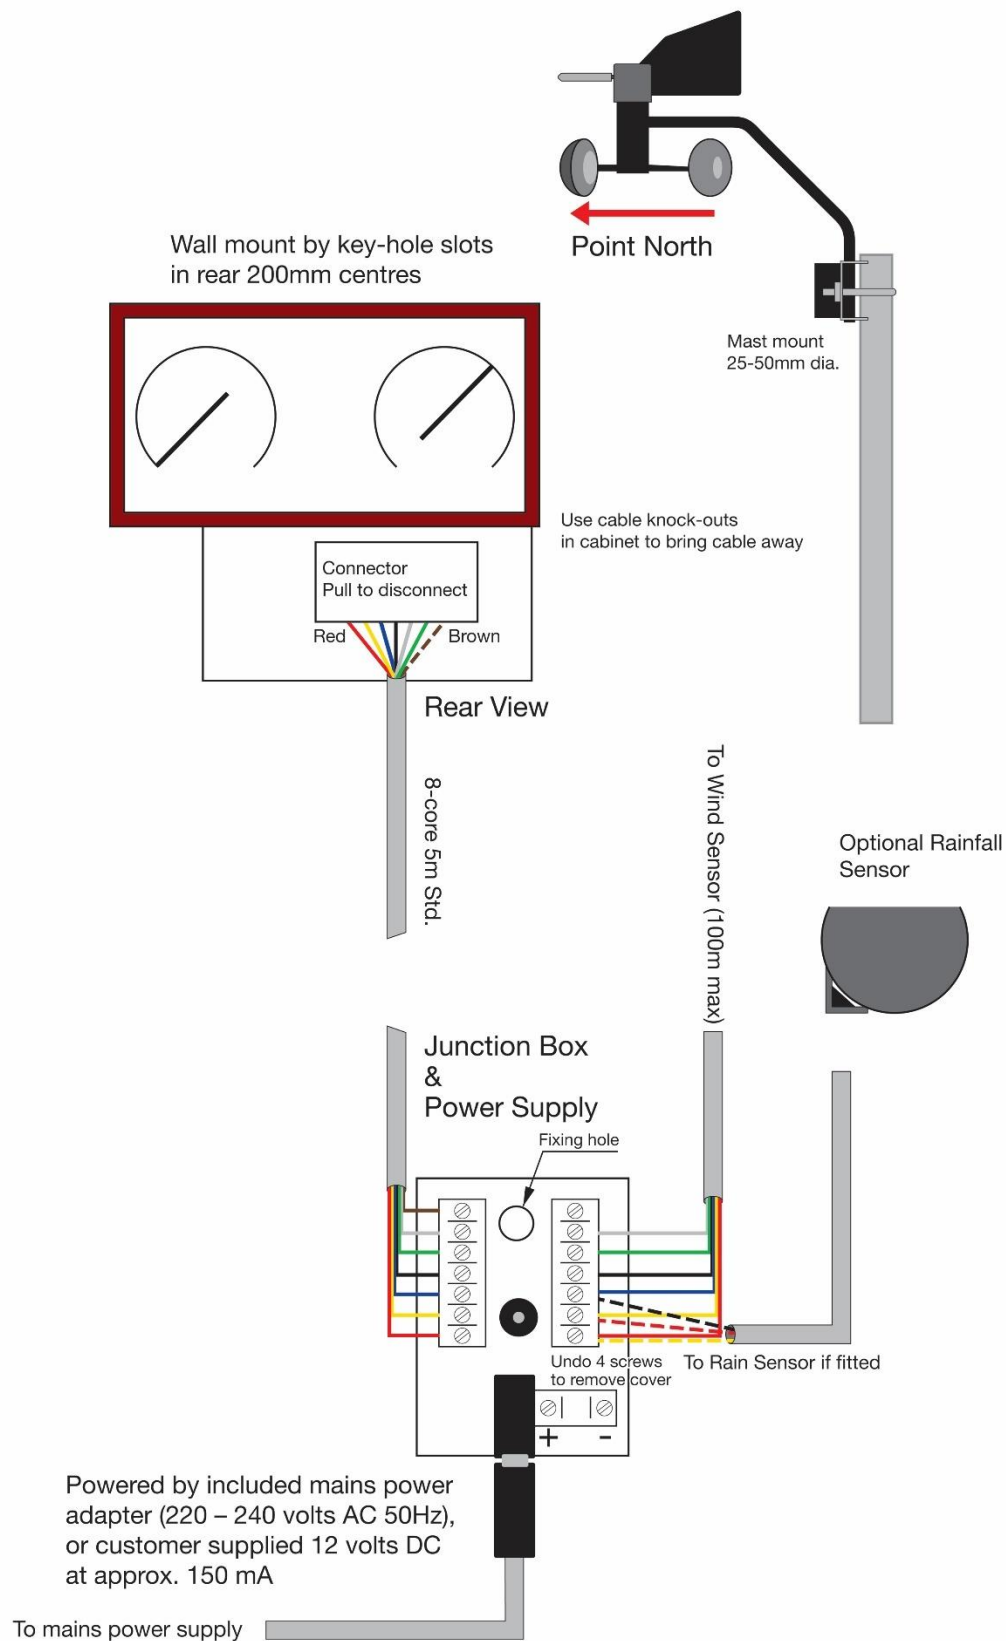 Point North
Wall mount by key-hole slots
in rear 200mm centres
Mast mount
25-50mm dia.
Use cable knock-outs
in cabinet to bring cable away
Connector
Pull to disconnect
Red
Brown
Rear View
8-core 5m Std.
To Wind Sensor (100m max)
Optional Rainfall
Sensor
Junction Box
&
Power Supply
Fixing hole
Undo 4 screws
to remove cover
To Rain Sensor if fitted
+ -
Powered by included mains power
adapter (220 – 240 volts AC 50Hz),
or customer supplied 12 volts DC
at approx. 150 mA
To mains power supply